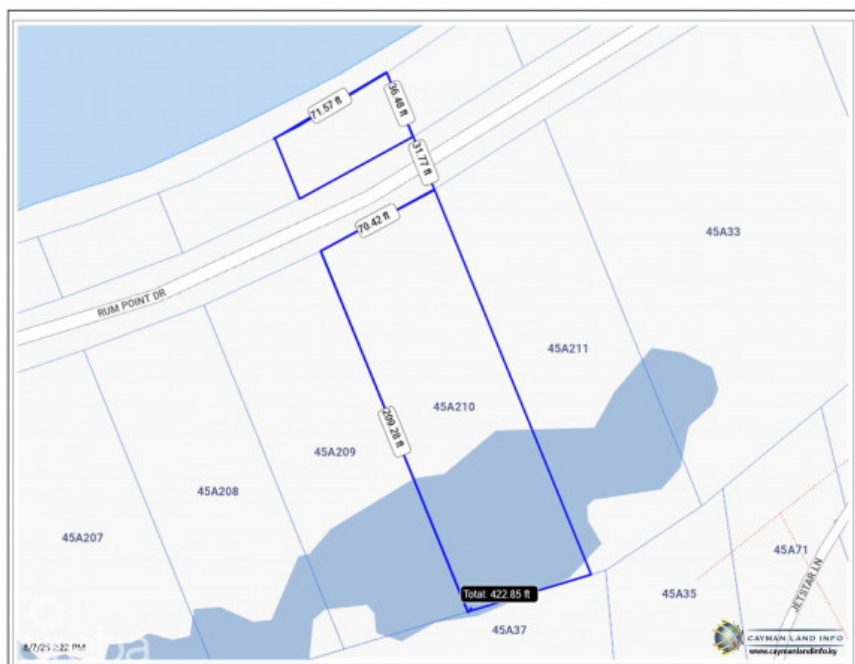 71.57 ft
36.48 ft
31.77 ft
70.42 ft
45A33
RUM POINT DR
45A211
45A210
209.28 ft
45A209
45A208
45A207
45A71
Total: 422.85 ft
45A35
JETSTAR LN
45A37
CAYMAN LAND INFO
www.caymanlandinfo.ky